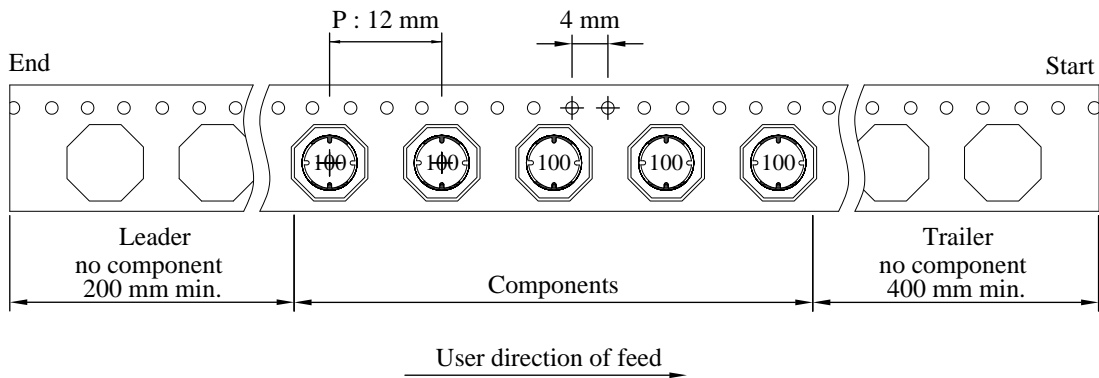 P : 12 mm
4 mm
End
Start
100
100
100
100
100
Leader
no component
200 mm min.
Components
Trailer
no component
400 mm min.
User direction of feed